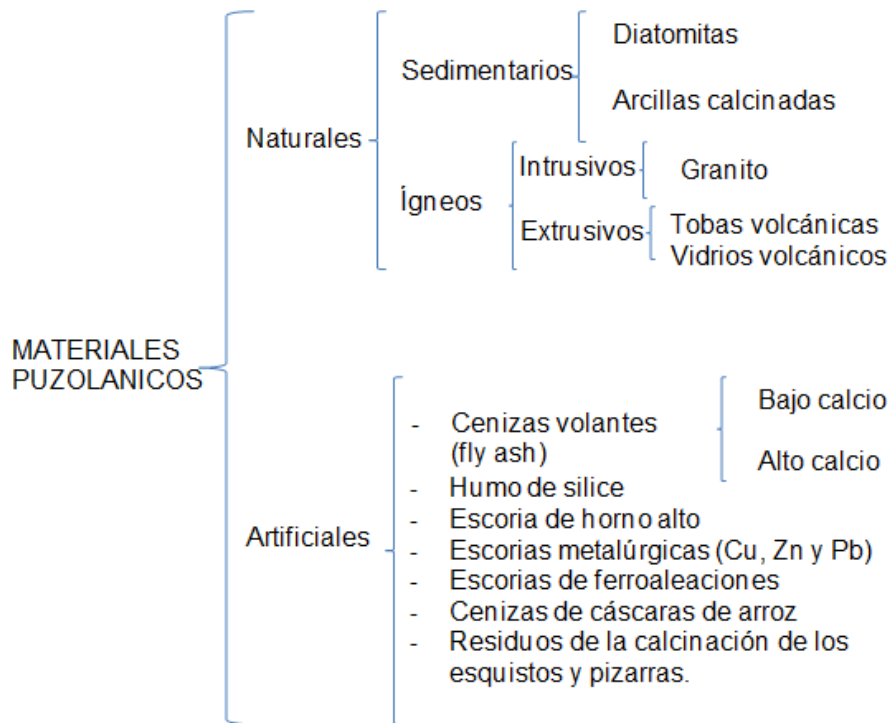 Diatomitas
Sedimentarios
Arcillas calcinadas
Naturales
Intrusivos
Granito
Ígneos
Extrusivos
Tobas volcánicas
Vidrios volcánicos
MATERIALES
PUZOLANICOS
Bajo calcio
- Cenizas volantes
(fly ash)
Alto calcio
- Humo de silice
- Escoria de horno alto
Artificiales
- Escorias metalúrgicas (Cu, Zn y Pb)
- Escorias de ferroaleaciones
- Cenizas de cáscaras de arroz
- Residuos de la calcinación de los
esquistos y pizarras.